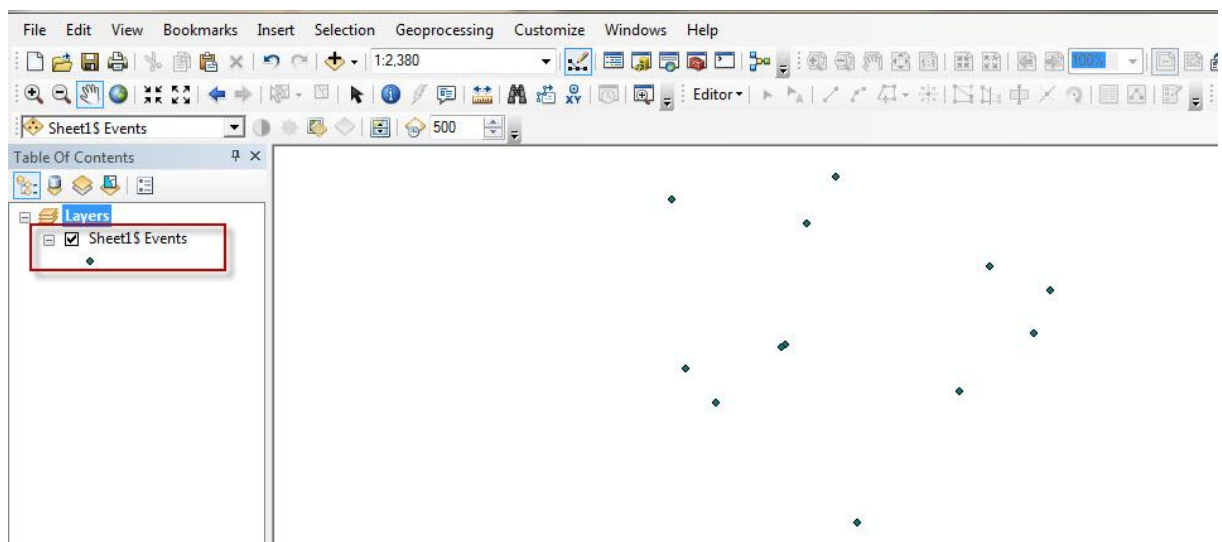 File Edit View Bookmarks Insert Selection Geoprocessing Customize Windows Help
1:2,380 100%
Editor
Sheet1$ Events 500
Table Of Contents
Layers
Sheet1$ Events